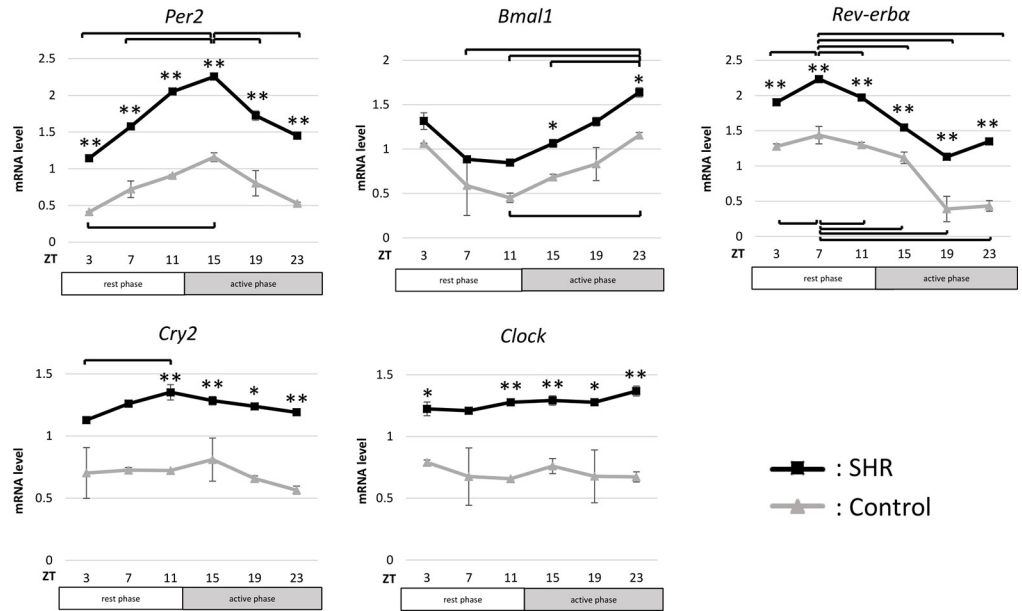 Per2
2.5
2
1.5
1
0.5
0
mRNA level
** ** ** ** ** **
ZT 3 7 11 15 19 23
rest phase active phase
Bmal1
2
1.5
1
0.5
0
mRNA level
* *
ZT 3 7 11 15 19 23
rest phase active phase
Rev-erbα
2.5
2
1.5
1
0.5
0
mRNA level
** ** ** ** ** **
ZT 3 7 11 15 19 23
rest phase active phase
Cry2
1.5
1
0.5
0
mRNA level
** ** * **
ZT 3 7 11 15 19 23
rest phase active phase
Clock
1.5
1
0.5
0
mRNA level
* ** ** * **
ZT 3 7 11 15 19 23
rest phase active phase
: SHR
: Control